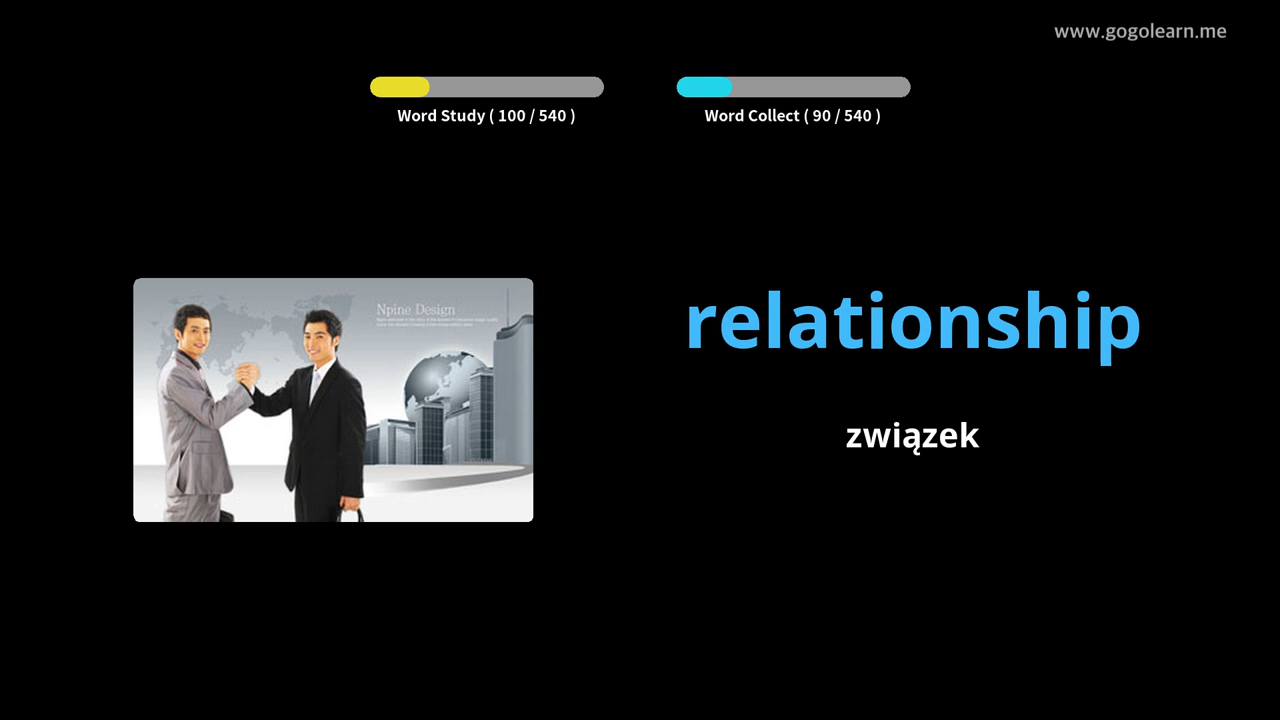 www.gogolearn.me
Word Study ( 100 / 540 )
Word Collect ( 90 / 540 )
Npine Design
relationship
związek